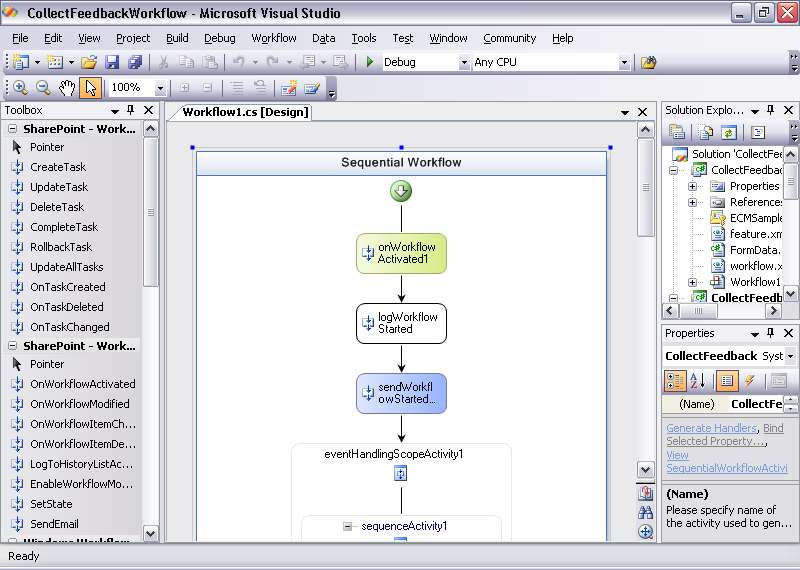 CollectFeedbackWorkflow - Microsoft Visual Studio
File Edit View Project Build Debug Workflow Data Tools Test Window Community Help
Debug Any CPU
100%
Toolbox
SharePoint - Work...
Pointer
CreateTask
UpdateTask
DeleteTask
CompleteTask
RollbackTask
UpdateAllTasks
OnTaskCreated
OnTaskDeleted
OnTaskChanged
SharePoint - Work...
Pointer
OnWorkflowActivated
OnWorkflowModified
OnWorkflowItemCh...
OnWorkflowItemDe...
LogToHistoryListAc...
EnableWorkflowMo...
SetState
SendEmail
Workflow1.cs [Design]
Sequential Workflow
onWorkflow
Activated1
logWorkflow
Started
sendWorkfl
owStarted...
eventHandlingScopeActivity1
sequenceActivity1
Solution Explo...
Solution 'CollectFee
CollectFeedbac
Properties
References
ECMSample
feature.xm
FormData.
workflow.x
Workflow1
CollectFeedb
Properties
CollectFeedback Syst
A
Z
(Name) CollectFe
Generate Handlers, Bind
Selected Property...,
View
SequentialWorkflowActivi
(Name)
Please specify name of
the activity used to gen...
Ready